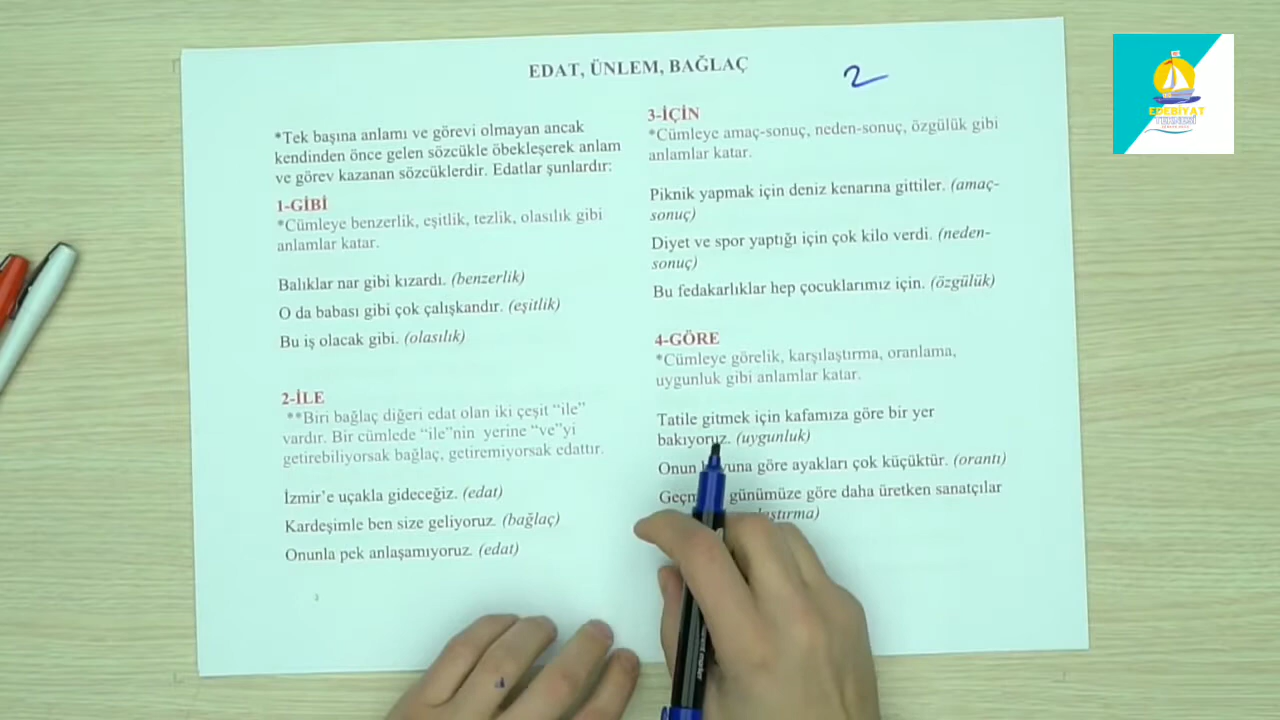 EDAT, ÜNLEM, BAĞLAÇ
2
*Tek başına anlamı ve görevi olmayan ancak
kendinden önce gelen sözcükle öbekleşerek anlam
ve görev kazanan sözcüklerdir. Edatlar şunlardır:
1-GİBİ
*Cümleye benzerlik, eşitlik, tezlik, olasılık gibi
anlamlar katar.
Balıklar nar gibi kızardı. (benzerlik)
O da babası gibi çok çalışkandır. (eşitlik)
Bu iş olacak gibi. (olasılık)
2-İLE
**Biri bağlaç diğeri edat olan iki çeşit “ile”
vardır. Bir cümlede “ile”nin yerine “ve”yi
getirebiliyorsak bağlaç, getiremiyorsak edattır.
İzmir’e uçakla gideceğiz. (edat)
Kardeşimle ben size geliyoruz. (bağlaç)
Onunla pek anlaşamıyoruz. (edat)
3-İÇİN
*Cümleye amaç-sonuç, neden-sonuç, özgülük gibi
anlamlar katar.
Piknik yapmak için deniz kenarına gittiler. (amaç-
sonuç)
Diyet ve spor yaptığı için çok kilo verdi. (neden-
sonuç)
Bu fedakarlıklar hep çocuklarımız için. (özgülük)
4-GÖRE
*Cümleye görelik, karşılaştırma, oranlama,
uygunluk gibi anlamlar katar.
Tatile gitmek için kafamıza göre bir yer
bakıyoruz. (uygunluk)
Onun göre ayakları çok küçüktür. (orantı)
günümüze göre daha üretken sanatçılar
EDEBİYAT
TEKNESİ